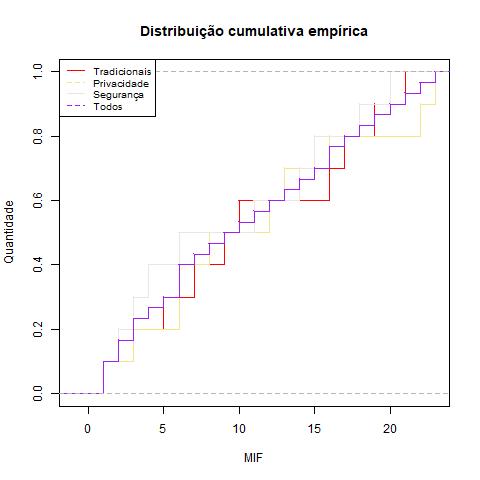 Distribuição cumulativa empírica
Tradicionais
Privacidade
Segurança
Todos
Quantidade
1.0
0.8
0.6
0.4
0.2
0.0
0 5 10 15 20
MIF